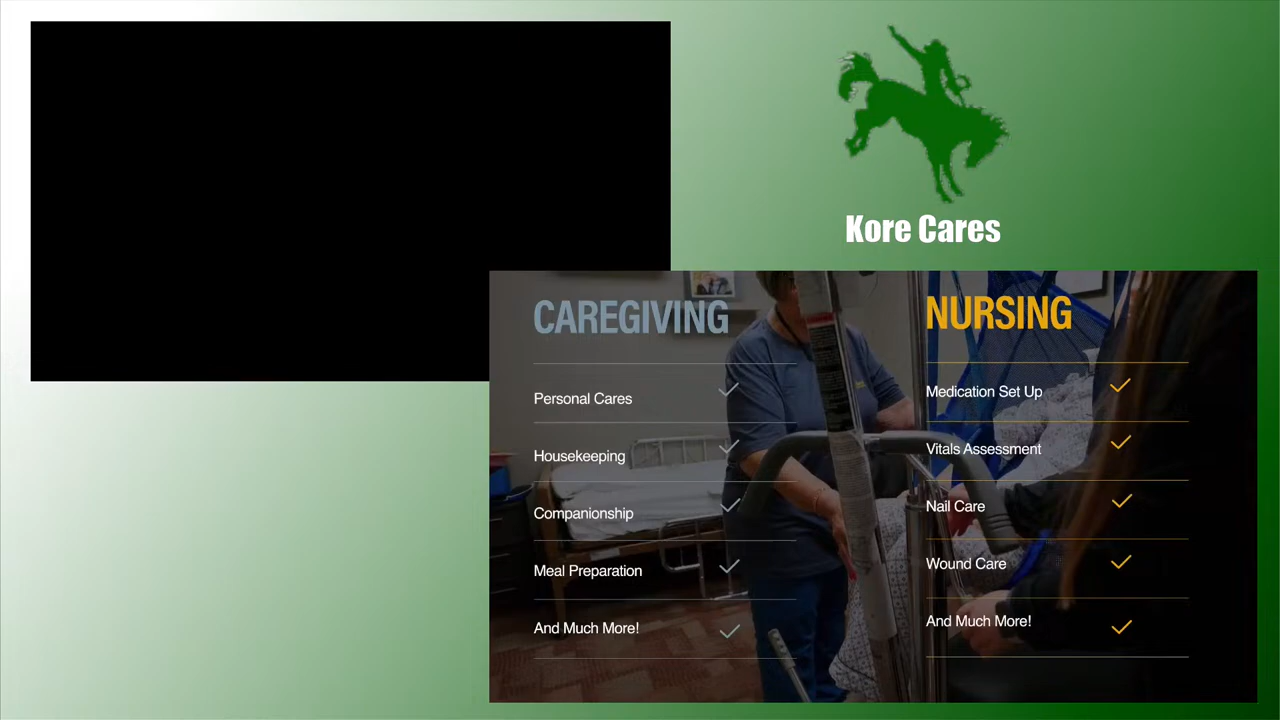 Kore Cares
CAREGIVING
Personal Cares
Housekeeping
Companionship
Meal Preparation
And Much More!
NURSING
Medication Set Up
Vitals Assessment
Nail Care
Wound Care
And Much More!